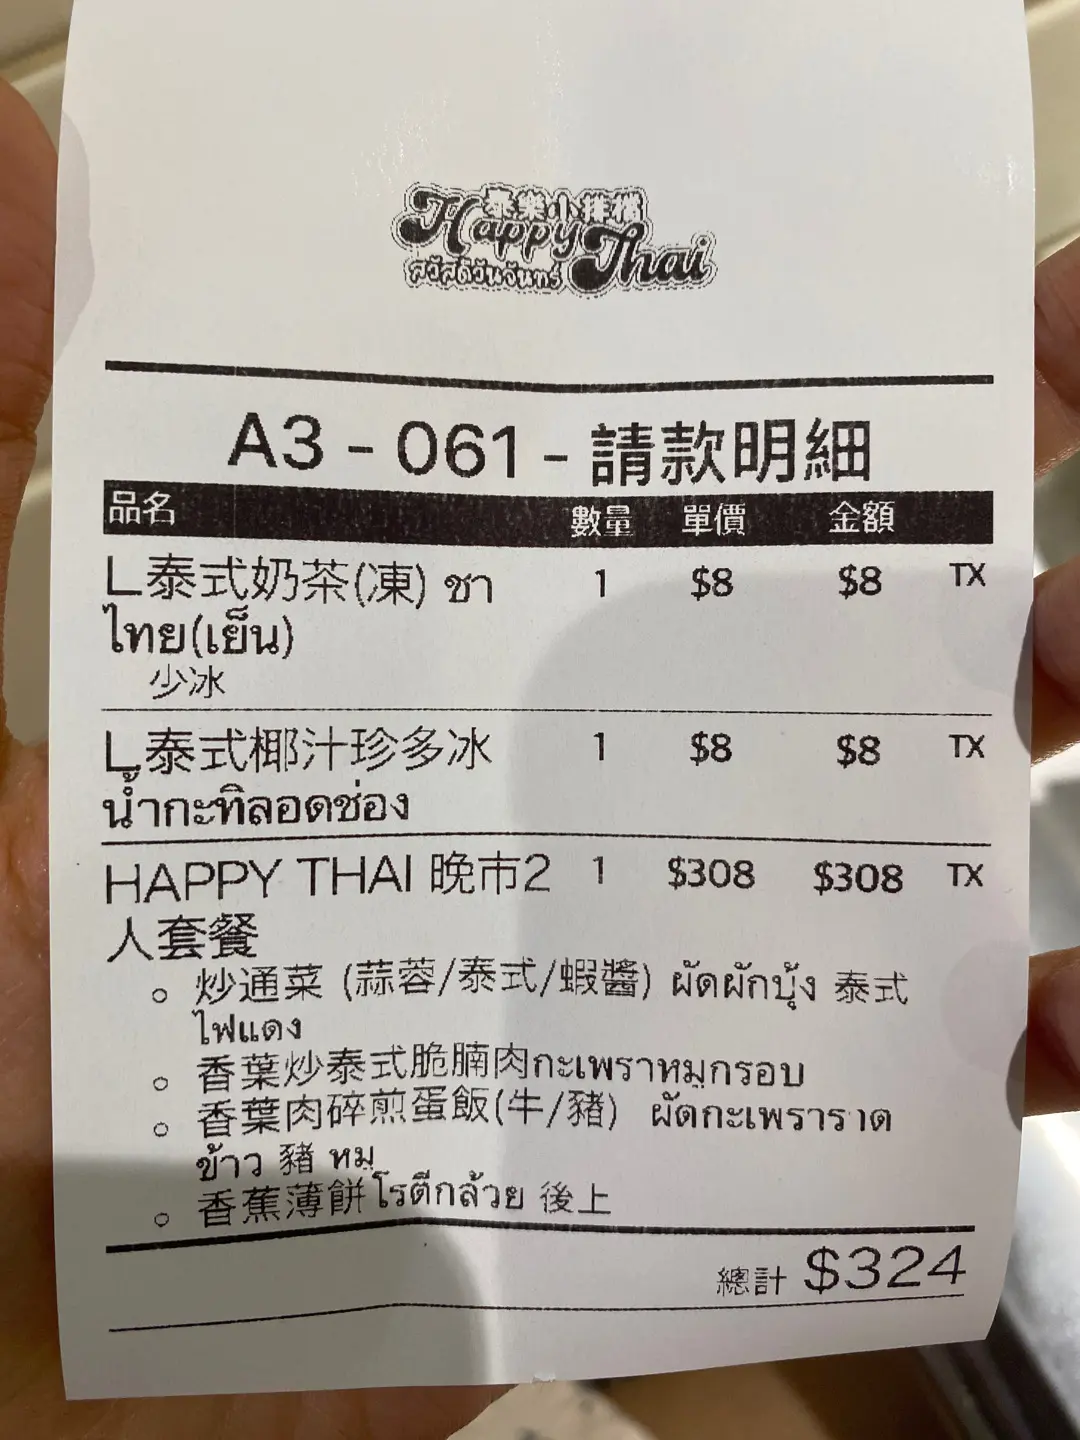 泰樂小排檔
Happy Thai
สวัสดีวันจันทร์
A3 - 061 - 請款明細
品名 數量 單價 金額
L泰式奶茶(凍) ชา 1 $8 $8 TX
ไทย(เย็น)
少冰
L泰式椰汁珍多冰 1 $8 $8 TX
น้ำกะทิลอดช่อง
HAPPY THAI 晚市2 1 $308 $308 TX
人套餐
○ 炒通菜 (蒜蓉/泰式/蝦醬) ผัดผักบุ้ง 泰式
ไฟแดง
○ 香葉炒泰式脆腩肉กะเพราหมูกรอบ
○ 香葉肉碎煎蛋飯(牛/豬) ผัดกะเพราราด
ข้าว 豬 หมู
○ 香蕉薄餅โรตีกล้วย 後上
總計 $324